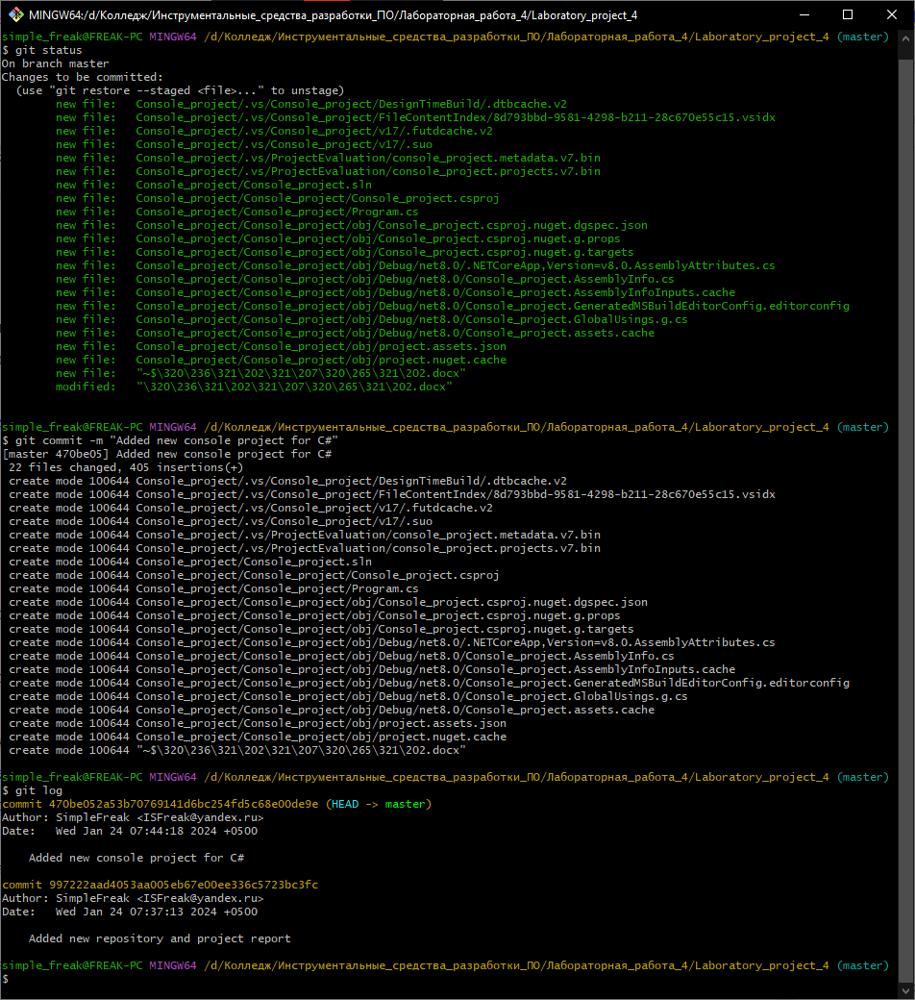 MINGW64:/d/Колледж/Инструментальные_средства_разработки_ПО/Лабораторная_работа_4/Laboratory_project_4
simple_freak@FREAK-PC MINGW64 /d/Колледж/Инструментальные_средства_разработки_ПО/Лабораторная_работа_4/Laboratory_project_4 (master)
$ git status
On branch master
Changes to be committed:
  (use "git restore --staged <file>..." to unstage)
        new file:   Console_project/.vs/Console_project/DesignTimeBuild/.dtbcache.v2
        new file:   Console_project/.vs/Console_project/FileContentIndex/8d793bbd-9581-4298-b211-28c670e55c15.vsidx
        new file:   Console_project/.vs/Console_project/v17/.futdcache.v2
        new file:   Console_project/.vs/Console_project/v17/.suo
        new file:   Console_project/.vs/ProjectEvaluation/console_project.metadata.v7.bin
        new file:   Console_project/.vs/ProjectEvaluation/console_project.projects.v7.bin
        new file:   Console_project/Console_project.sln
        new file:   Console_project/Console_project/Console_project.csproj
        new file:   Console_project/Console_project/Program.cs
        new file:   Console_project/Console_project/obj/Console_project.csproj.nuget.dgspec.json
        new file:   Console_project/Console_project/obj/Console_project.csproj.nuget.g.props
        new file:   Console_project/Console_project/obj/Console_project.csproj.nuget.g.targets
        new file:   Console_project/Console_project/obj/Debug/net8.0/.NETCoreApp,Version=v8.0.AssemblyAttributes.cs
        new file:   Console_project/Console_project/obj/Debug/net8.0/Console_project.AssemblyInfo.cs
        new file:   Console_project/Console_project/obj/Debug/net8.0/Console_project.AssemblyInfoInputs.cache
        new file:   Console_project/Console_project/obj/Debug/net8.0/Console_project.GeneratedMSBuildEditorConfig.editorconfig
        new file:   Console_project/Console_project/obj/Debug/net8.0/Console_project.GlobalUsings.g.cs
        new file:   Console_project/Console_project/obj/Debug/net8.0/Console_project.assets.cache
        new file:   Console_project/Console_project/obj/project.assets.json
        new file:   Console_project/Console_project/obj/project.nuget.cache
        new file:   "~$\320\236\321\202\321\207\320\265\321\202.docx"
        modified:   "\320\236\321\202\321\207\320\265\321\202.docx"
simple_freak@FREAK-PC MINGW64 /d/Колледж/Инструментальные_средства_разработки_ПО/Лабораторная_работа_4/Laboratory_project_4 (master)
$ git commit -m "Added new console project for C#"
[master 470be05] Added new console project for C#
 22 files changed, 405 insertions(+)
 create mode 100644 Console_project/.vs/Console_project/DesignTimeBuild/.dtbcache.v2
 create mode 100644 Console_project/.vs/Console_project/FileContentIndex/8d793bbd-9581-4298-b211-28c670e55c15.vsidx
 create mode 100644 Console_project/.vs/Console_project/v17/.futdcache.v2
 create mode 100644 Console_project/.vs/Console_project/v17/.suo
 create mode 100644 Console_project/.vs/ProjectEvaluation/console_project.metadata.v7.bin
 create mode 100644 Console_project/.vs/ProjectEvaluation/console_project.projects.v7.bin
 create mode 100644 Console_project/Console_project.sln
 create mode 100644 Console_project/Console_project/Console_project.csproj
 create mode 100644 Console_project/Console_project/Program.cs
 create mode 100644 Console_project/Console_project/obj/Console_project.csproj.nuget.dgspec.json
 create mode 100644 Console_project/Console_project/obj/Console_project.csproj.nuget.g.props
 create mode 100644 Console_project/Console_project/obj/Console_project.csproj.nuget.g.targets
 create mode 100644 Console_project/Console_project/obj/Debug/net8.0/.NETCoreApp,Version=v8.0.AssemblyAttributes.cs
 create mode 100644 Console_project/Console_project/obj/Debug/net8.0/Console_project.AssemblyInfo.cs
 create mode 100644 Console_project/Console_project/obj/Debug/net8.0/Console_project.AssemblyInfoInputs.cache
 create mode 100644 Console_project/Console_project/obj/Debug/net8.0/Console_project.GeneratedMSBuildEditorConfig.editorconfig
 create mode 100644 Console_project/Console_project/obj/Debug/net8.0/Console_project.GlobalUsings.g.cs
 create mode 100644 Console_project/Console_project/obj/Debug/net8.0/Console_project.assets.cache
 create mode 100644 Console_project/Console_project/obj/project.assets.json
 create mode 100644 Console_project/Console_project/obj/project.nuget.cache
 create mode 100644 "~$\320\236\321\202\321\207\320\265\321\202.docx"
simple_freak@FREAK-PC MINGW64 /d/Колледж/Инструментальные_средства_разработки_ПО/Лабораторная_работа_4/Laboratory_project_4 (master)
$ git log
commit 470be052a53b70769141d6bc254fd5c68e00de9e (HEAD -> master)
Author: SimpleFreak <ISFreak@yandex.ru>
Date:   Wed Jan 24 07:44:18 2024 +0500
    Added new console project for C#
commit 997222aad4053aa005eb67e00ee336c5723bc3fc
Author: SimpleFreak <ISFreak@yandex.ru>
Date:   Wed Jan 24 07:37:13 2024 +0500
    Added new repository and project report
simple_freak@FREAK-PC MINGW64 /d/Колледж/Инструментальные_средства_разработки_ПО/Лабораторная_работа_4/Laboratory_project_4 (master)
$